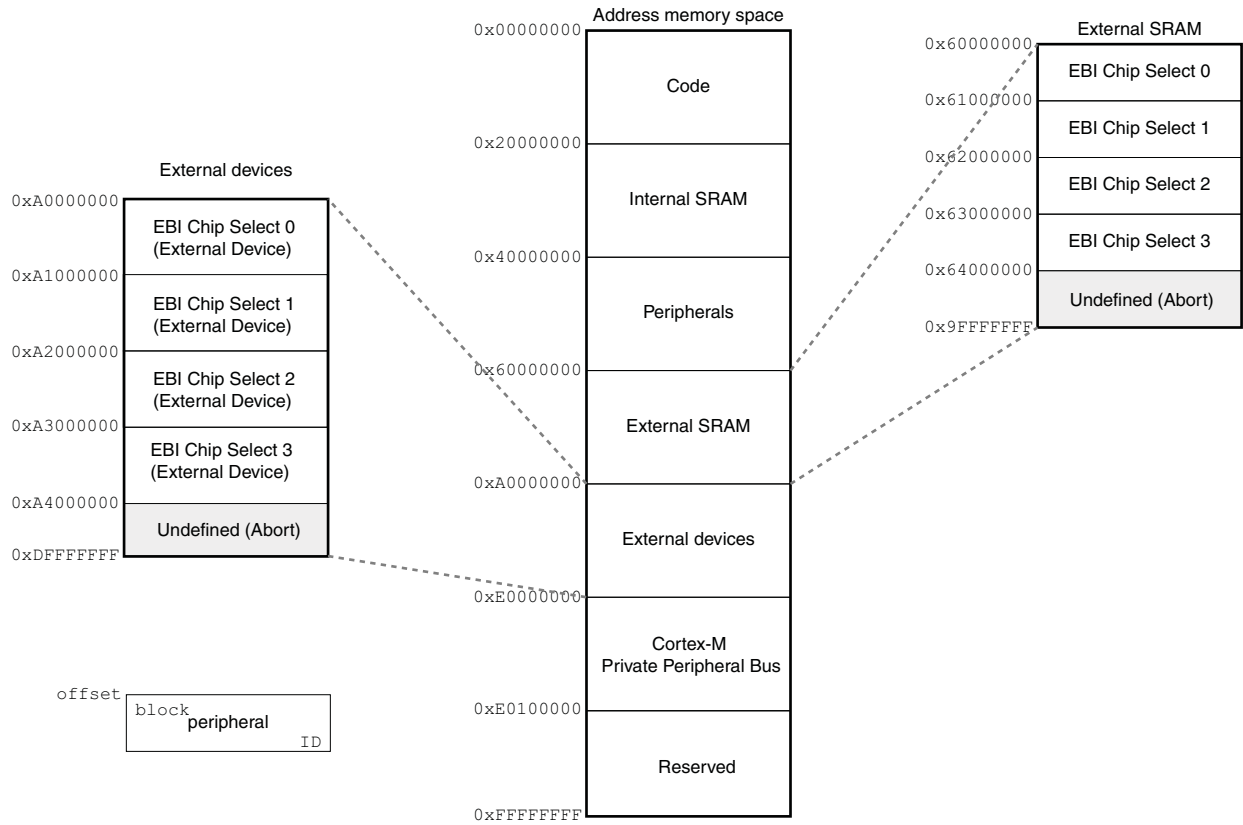 Address memory space
0x00000000
Code
0x20000000
Internal SRAM
0x40000000
Peripherals
0x60000000
External SRAM
0xA0000000
External devices
0xE0000000
Cortex-M
Private Peripheral Bus
0xE0100000
Reserved
0xFFFFFFFF
External SRAM
0x60000000
EBI Chip Select 0
0x61000000
EBI Chip Select 1
0x62000000
EBI Chip Select 2
0x63000000
EBI Chip Select 3
0x64000000
Undefined (Abort)
0x9FFFFFFF
External devices
0xA0000000
EBI Chip Select 0
(External Device)
0xA1000000
EBI Chip Select 1
(External Device)
0xA2000000
EBI Chip Select 2
(External Device)
0xA3000000
EBI Chip Select 3
(External Device)
0xA4000000
Undefined (Abort)
0xDFFFFFFF
offset
block
peripheral
ID